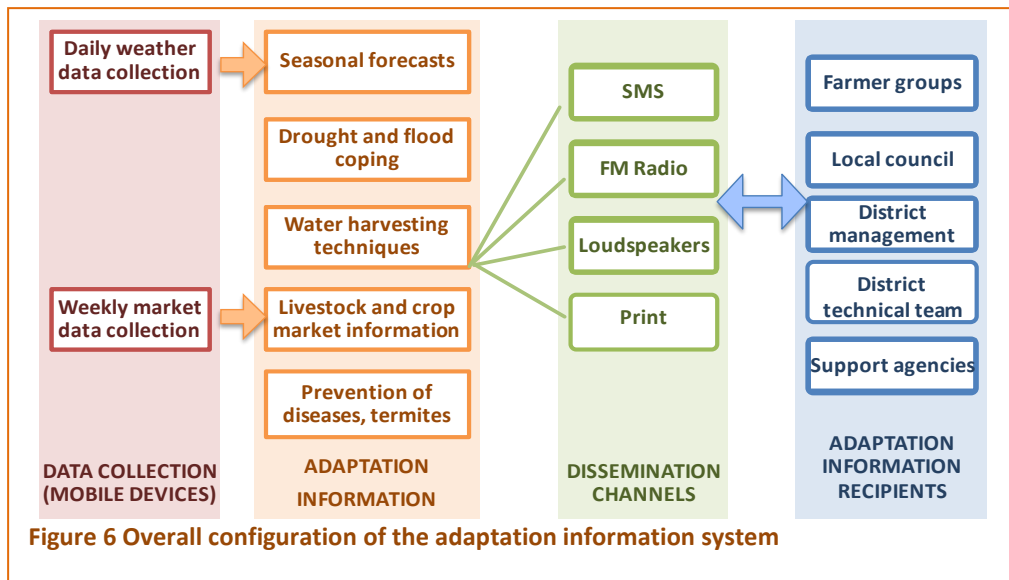 Daily weather
data collection
Weekly market
data collection
DATA COLLECTION
(MOBILE DEVICES)
Seasonal forecasts
Drought and flood
coping
Water harvesting
techniques
Livestock and crop
market information
Prevention of
diseases, termites
ADAPTATION
INFORMATION
SMS
FM Radio
Loudspeakers
Print
DISSEMINATION
CHANNELS
Farmer groups
Local council
District
management
District
technical team
Support agencies
ADAPTATION
INFORMATION
RECIPIENTS
Figure 6 Overall configuration of the adaptation information system